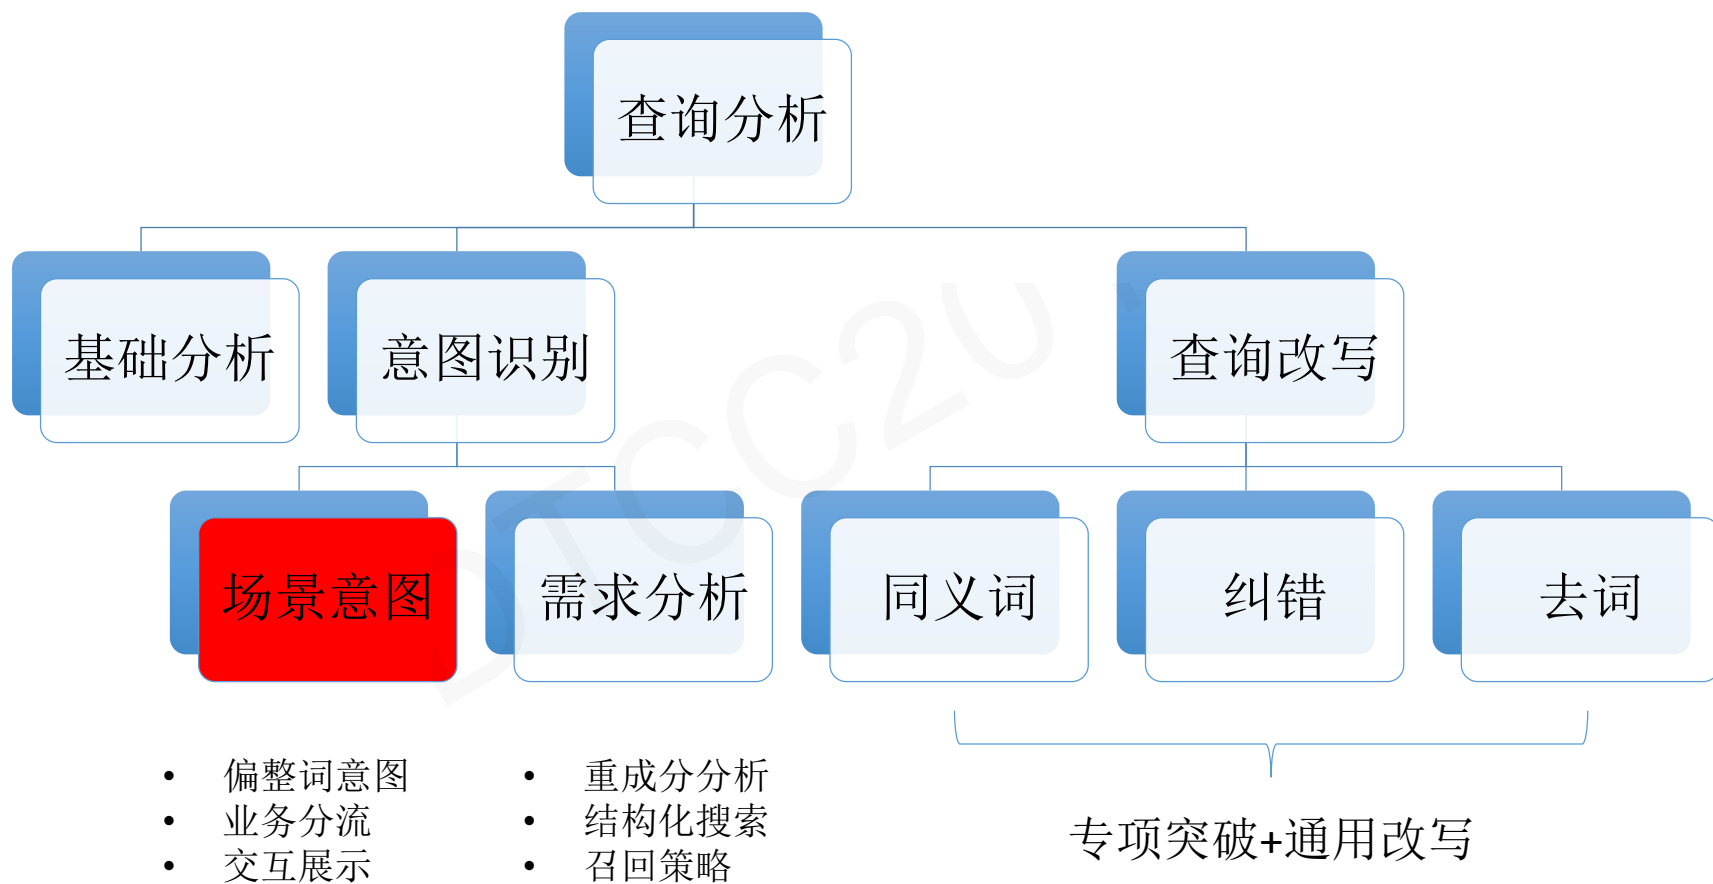 查询分析
基础分析
意图识别
查询改写
场景意图
需求分析
同义词
纠错
去词
• 偏整词意图
• 业务分流
• 交互展示
• 重成分分析
• 结构化搜索
• 召回策略
专项突破+通用改写